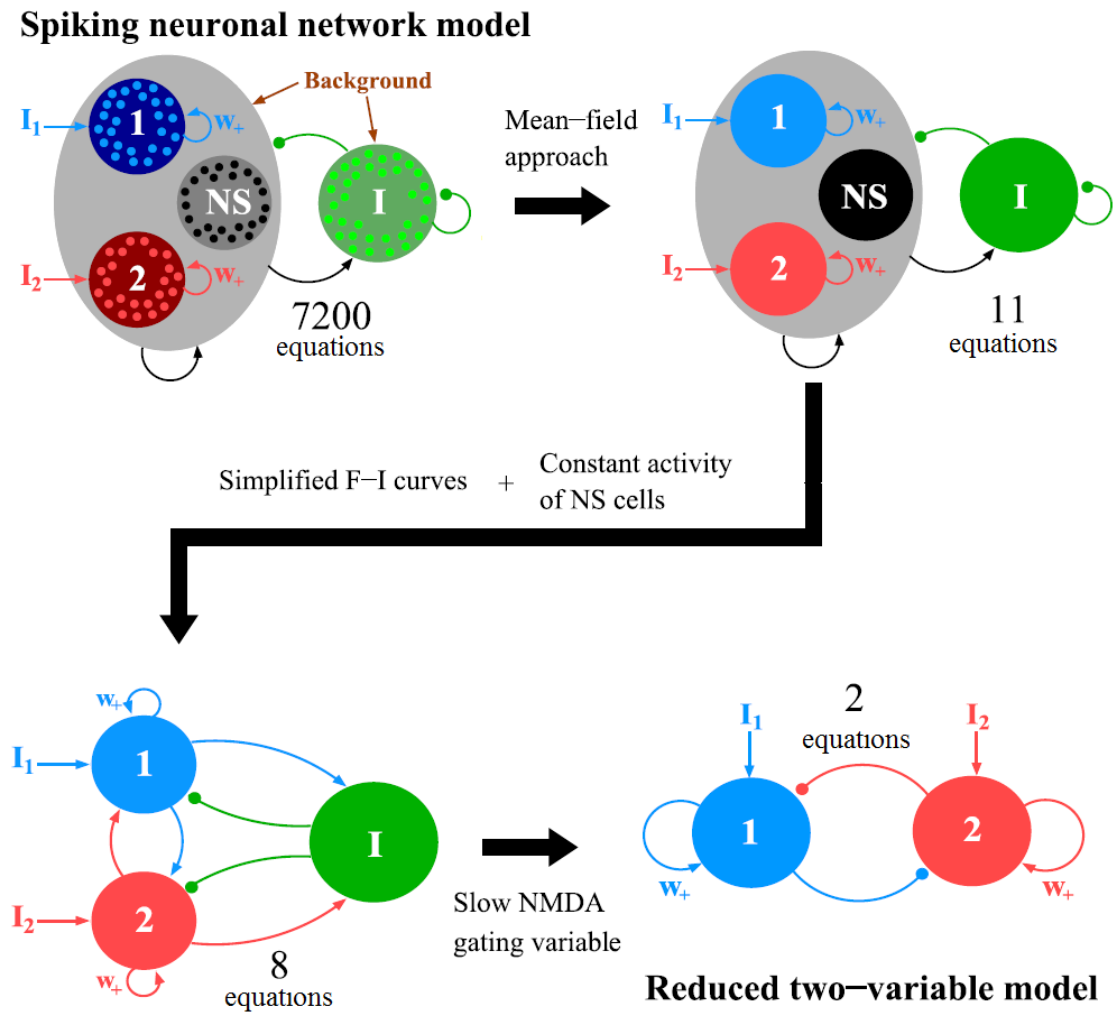 Spiking neuronal network model
Background
I1
1
w+
NS
I
I2
2
w+
7200
equations
Mean−field
approach
I1
1
w+
NS
I
I2
2
w+
11
equations
Simplified F−I curves + Constant activity
of NS cells
w+
I1
1
I
I2
2
w+
8
equations
Slow NMDA
gating variable
I1
2
equations
I2
1
2
w+
w+
Reduced two−variable model